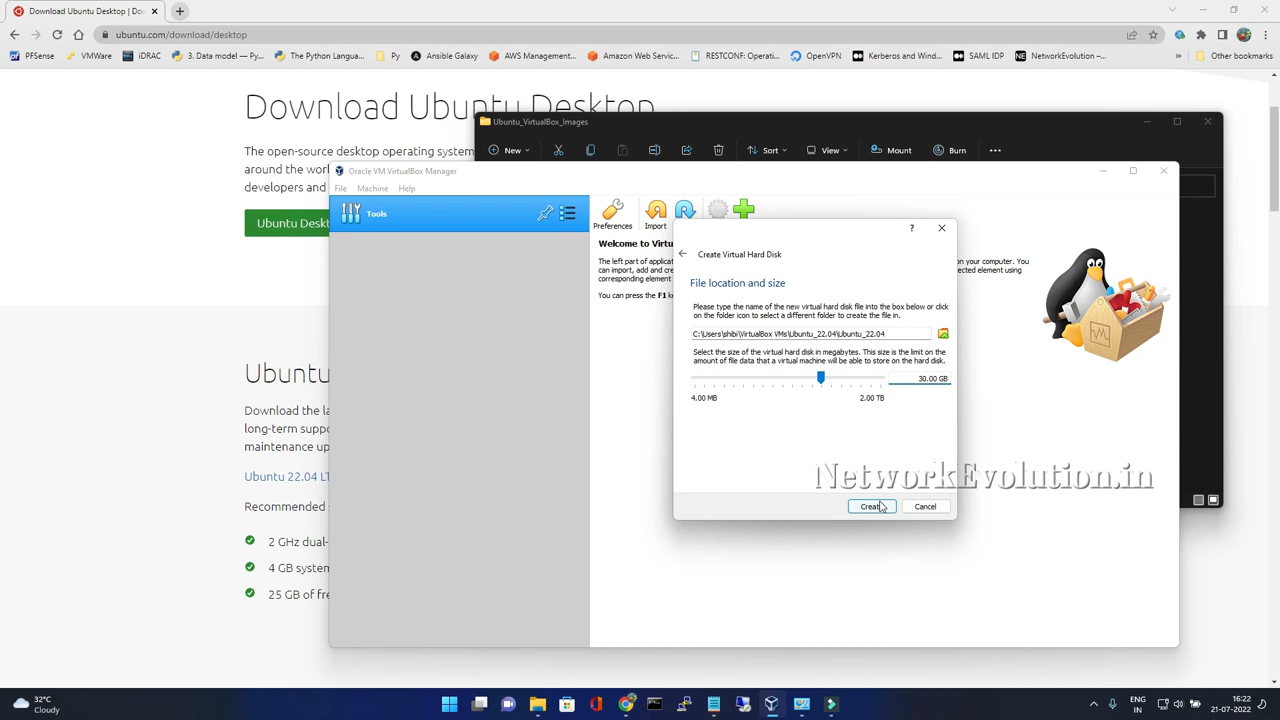 Download Ubuntu Desktop | Dow
ubuntu.com/download/desktop
PFSense
VMWare
iDRAC
3. Data model — Py...
The Python Langua...
Py
Ansible Galaxy
AWS Management...
Amazon Web Servic...
RESTCONF: Protoc...
OpenVPN
Kerberos and Wind...
SAML IDP
NetworkEvolution –...
»
Other bookmarks
Download Ubuntu Desktop
The open-source desktop operating system
around the world
developers and
Ubuntu Deskt
Ubuntu
Download the la
long-term suppo
maintenance up
Ubuntu 22.04 LT
Recommended
2 GHz dual-
4 GB system
25 GB of fre
Ubuntu_VirtualBox_Images
New
Sort
View
Mount
Burn
Oracle VM VirtualBox Manager
File Machine Help
Tools
Preferences
Import
Welcome to Virtu
The left part of applicat
can import, add and cre
corresponding element
You can press the F1 k
on your computer. You
ected element using
? ×
Create Virtual Hard Disk
File location and size
Please type the name of the new virtual hard disk file into the box below or click
on the folder icon to select a different folder to create the file in.
C:\Users\shibi\VirtualBox VMs\Ubuntu_22.04\Ubuntu_22.04
Select the size of the virtual hard disk in megabytes. This size is the limit on the
amount of file data that a virtual machine will be able to store on the hard disk.
30.00 GB
4.00 MB 2.00 TB
NetworkEvolution.in
Create
Cancel
32°C
Cloudy
ENG
IN
16:22
21-07-2022